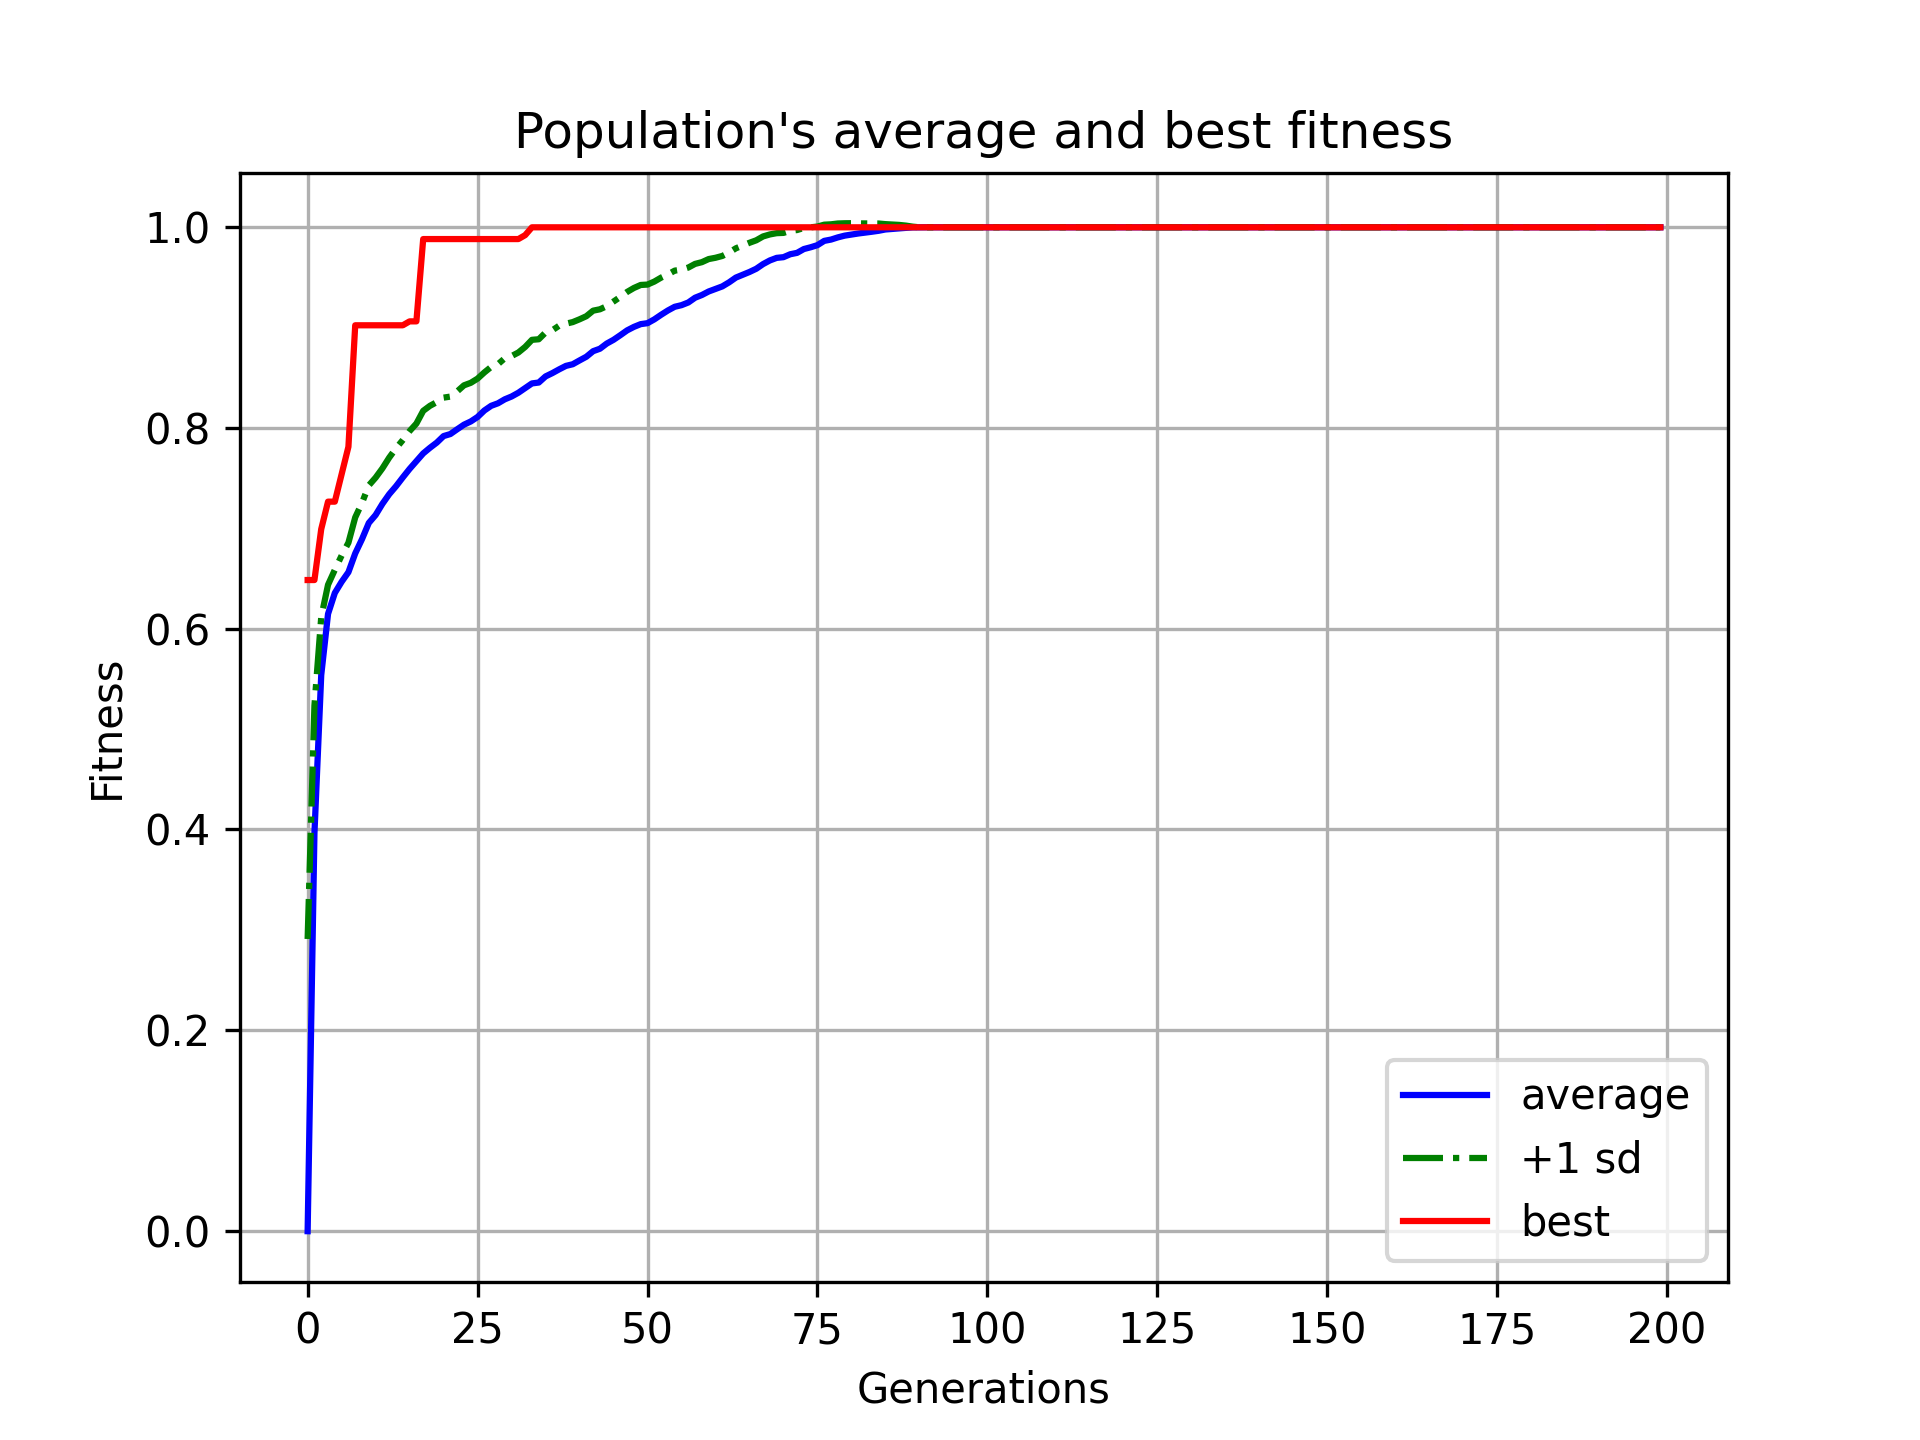 Population's average and best fitness
1.0
0.8
0.6
0.4
0.2
0.0
Fitness
average
+1 sd
best
0 25 50 75 100 125 150 175 200
Generations